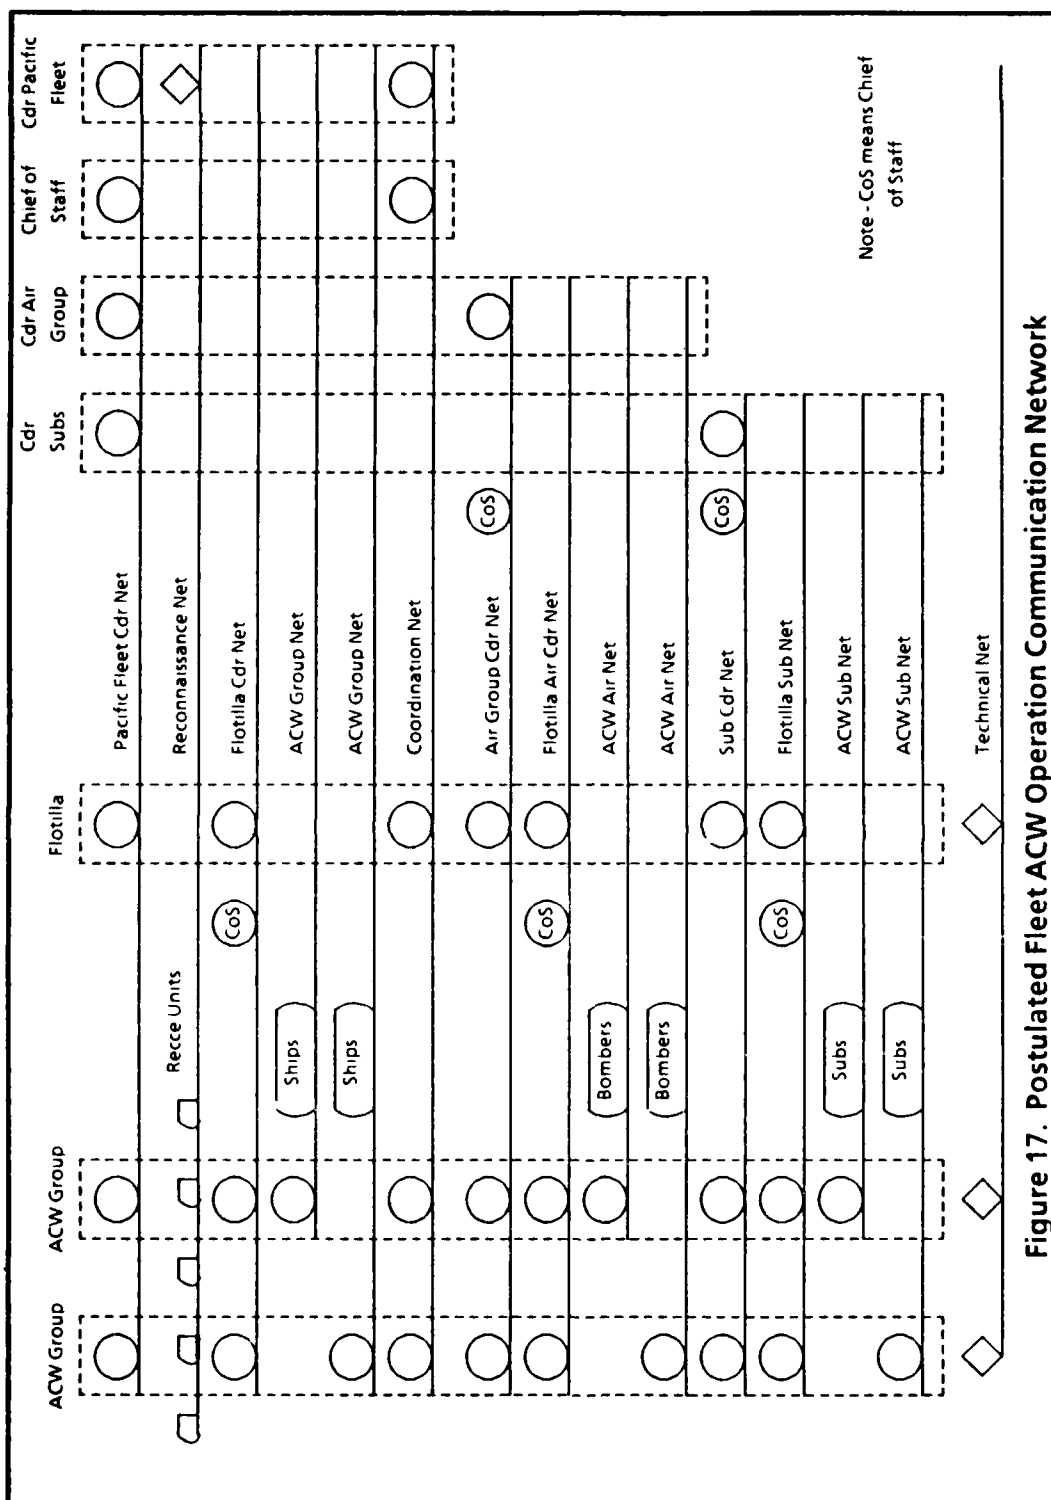 ACW Group
ACW Group
Flotilla
Cdr
Subs
Cdr Air
Group
Chief of
Staff
Cdr Pacific
Fleet
Pacific Fleet Cdr Net
Recce Units
Reconnaissance Net
CoS
Flotilla Cdr Net
Ships
ACW Group Net
Ships
ACW Group Net
Coordination Net
Air Group Cdr Net
CoS
CoS
Flotilla Air Cdr Net
Bombers
ACW Air Net
Bombers
ACW Air Net
Sub Cdr Net
CoS
CoS
Flotilla Sub Net
Subs
ACW Sub Net
Subs
ACW Sub Net
Technical Net
Note - CoS means Chief
of Staff
Figure 17. Postulated Fleet ACW Operation Communication Network